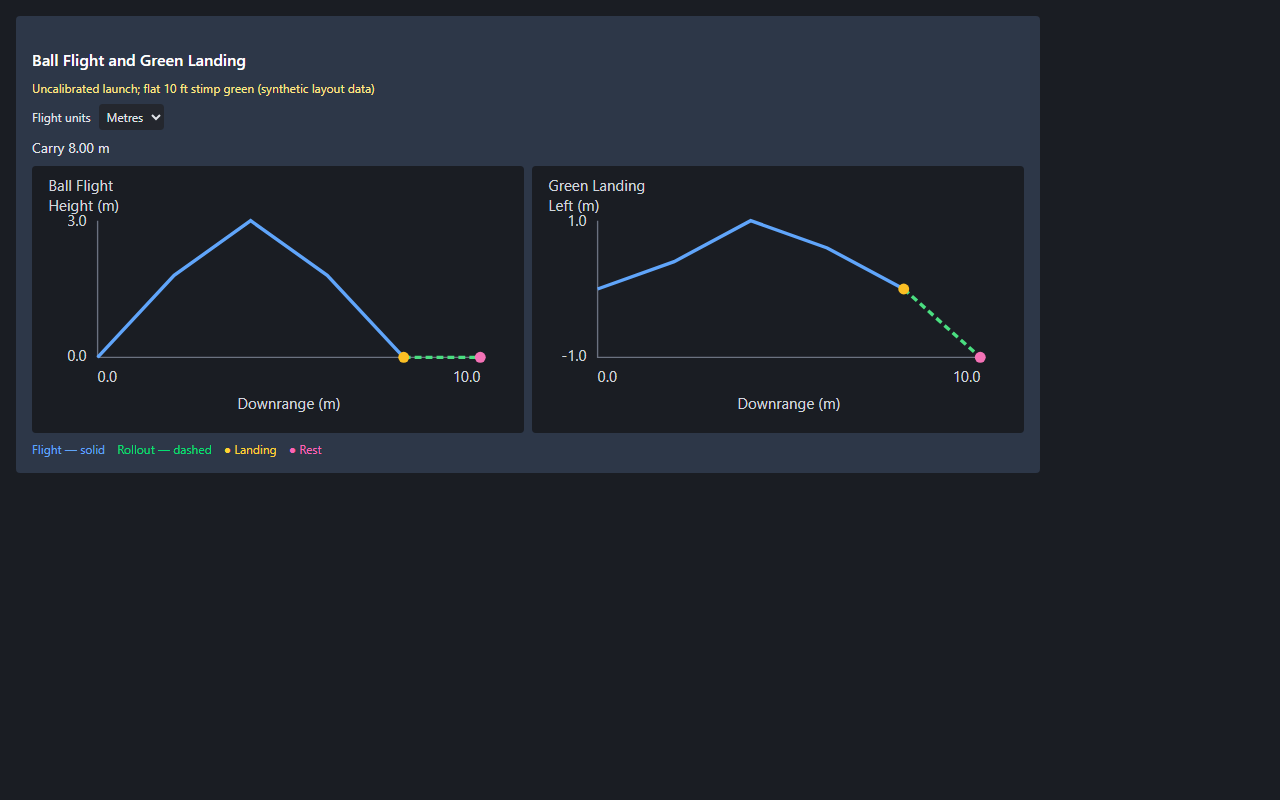 Ball Flight and Green Landing
Uncalibrated launch; flat 10 ft stimp green (synthetic layout data)
Flight units Metres
Carry 8.00 m
Ball Flight
Height (m)
3.0
0.0
0.0 10.0
Downrange (m)
Green Landing
Left (m)
1.0
-1.0
0.0 10.0
Downrange (m)
Flight — solid Rollout — dashed ● Landing ● Rest